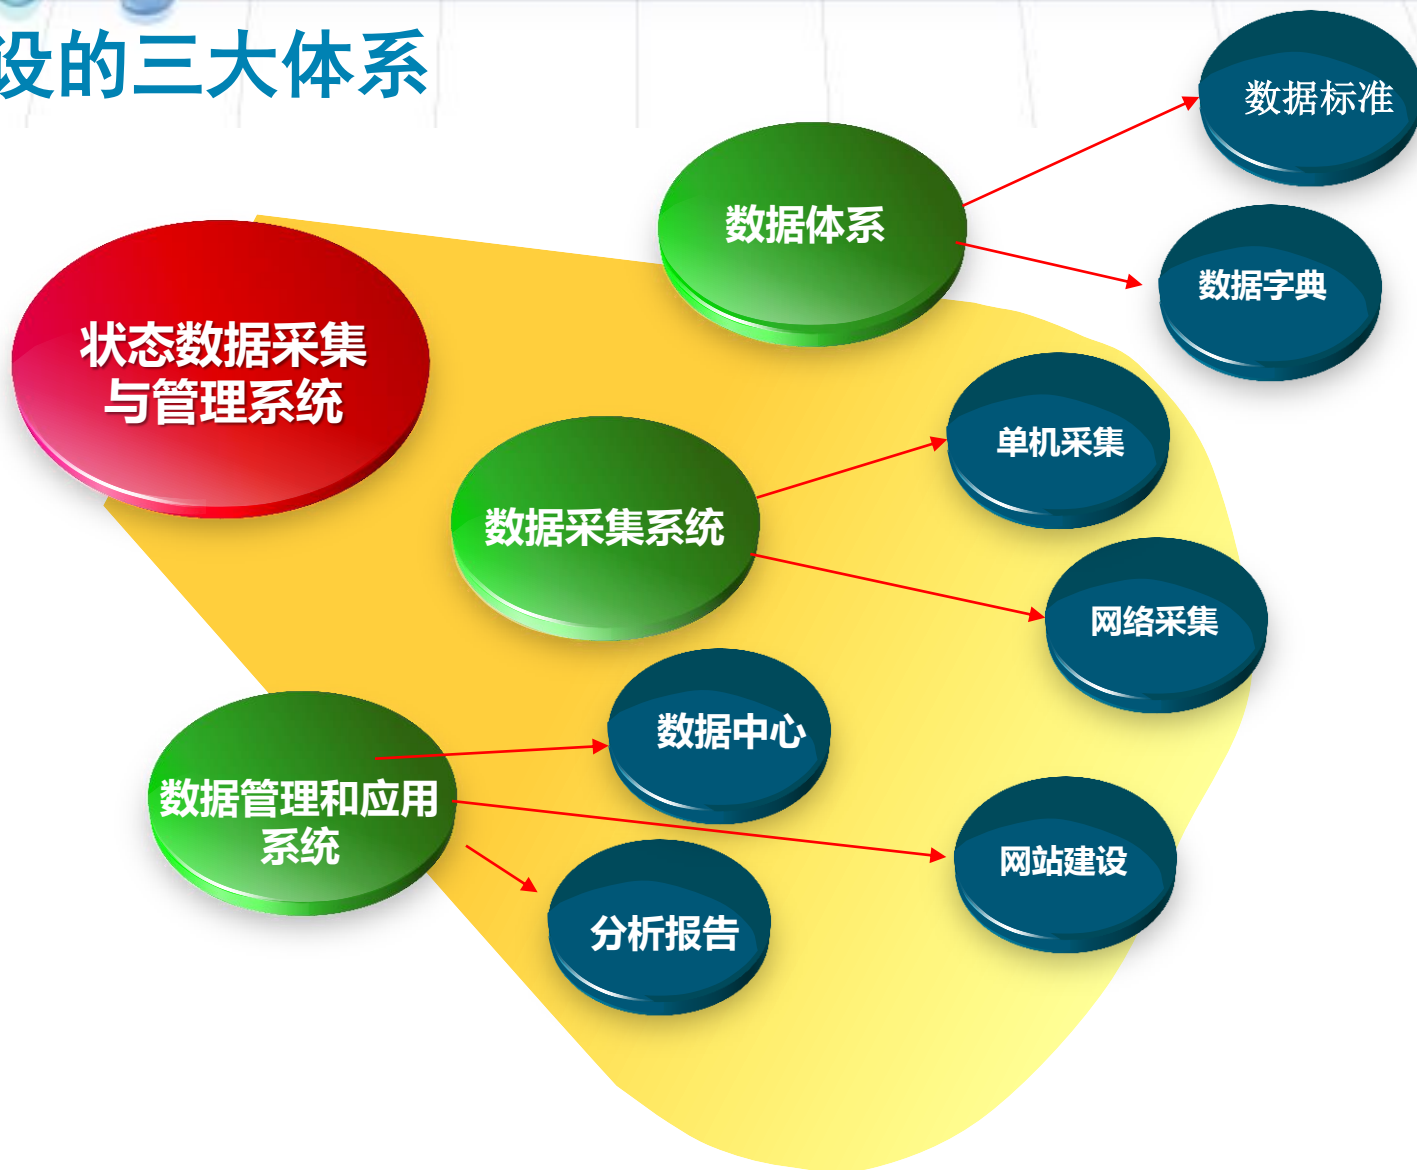 设的三大体系
数据标准
数据体系
数据字典
状态数据采集
与管理系统
单机采集
数据采集系统
网络采集
数据中心
数据管理和应用
系统
网站建设
分析报告